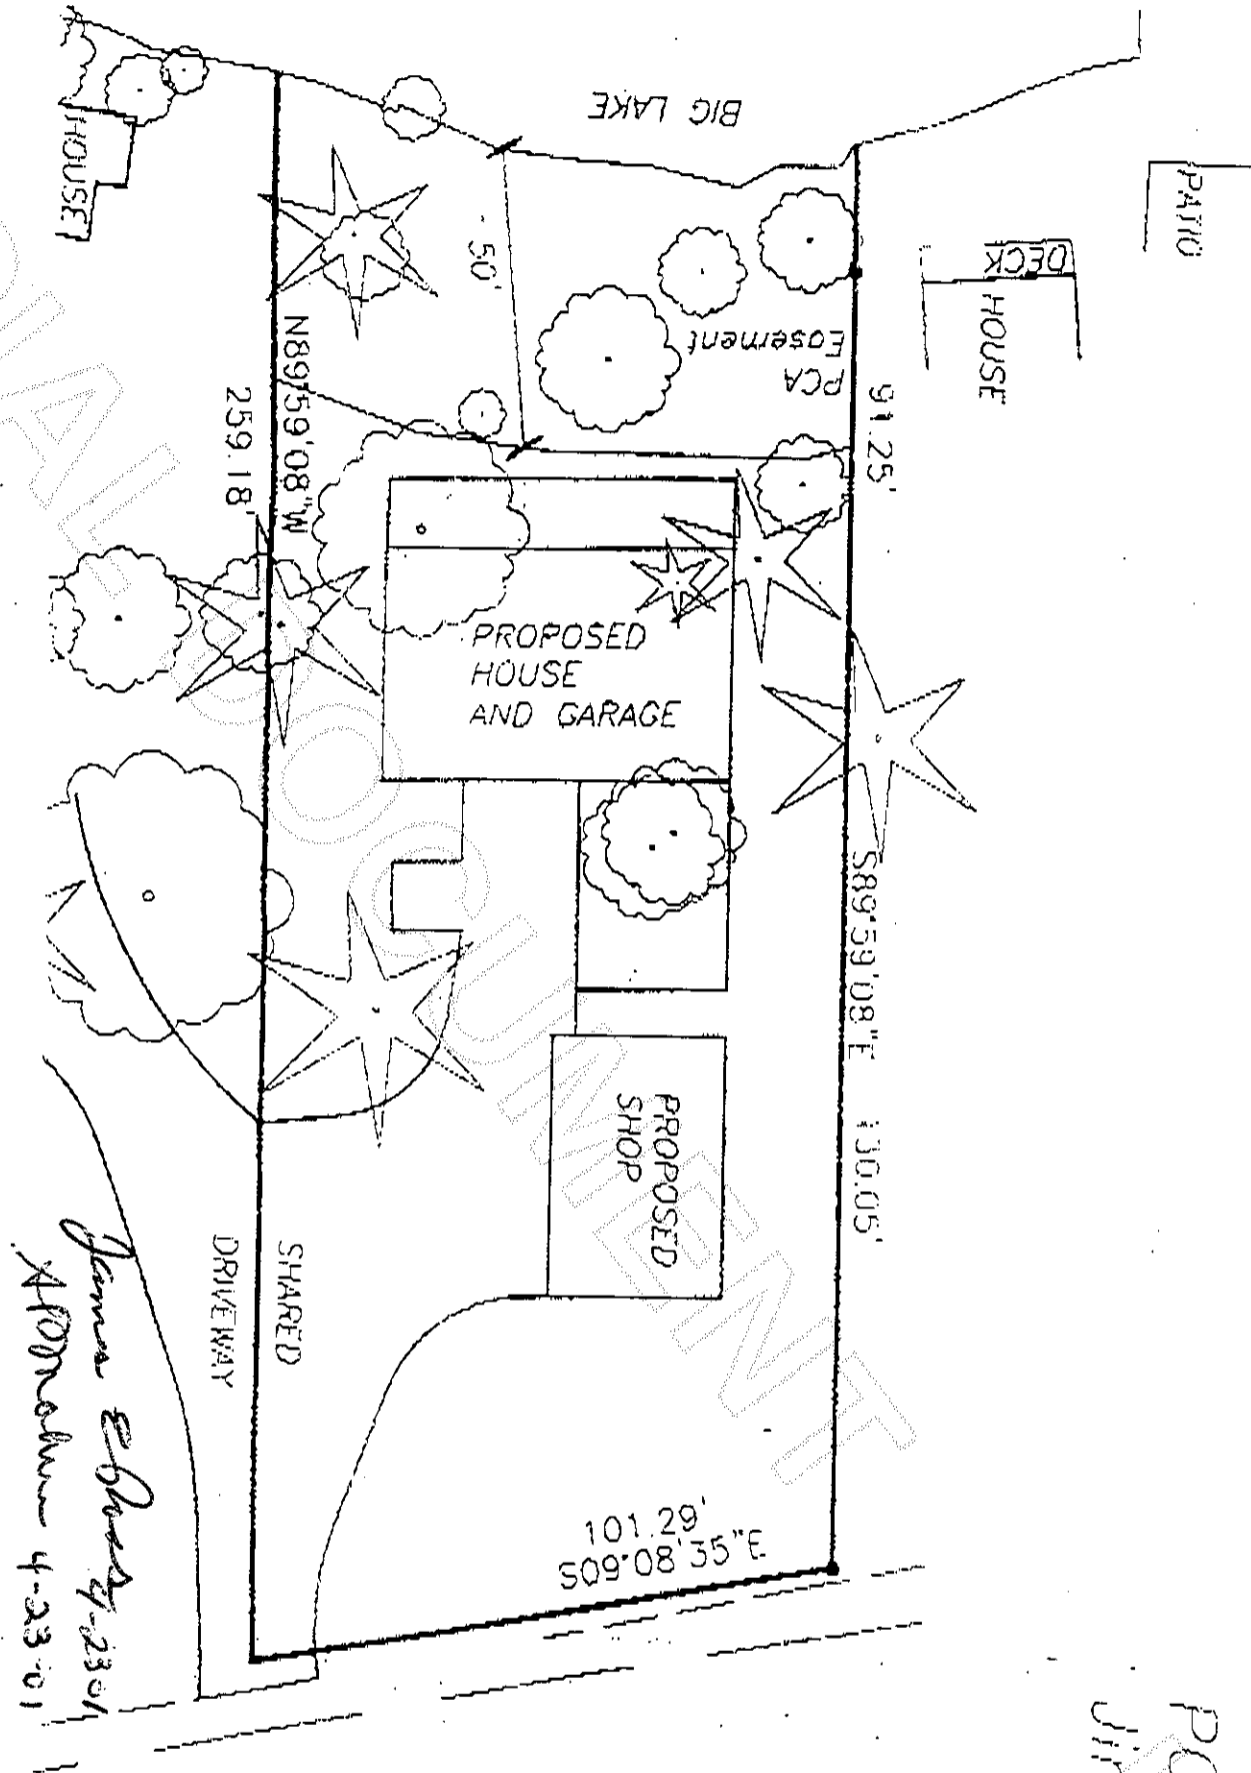 BIG LAKE
HOUSE
PATIO
DECK
HOUSE
50'
PCA
Easement
N89°59'08"W
259.18'
91.25'
PROPOSED
HOUSE
AND GARAGE
S89°59'08"E
PROPOSED
SHOP
SHARED
DRIVEWAY
101.29'
S09°08'35"E
James
4-23-01
4-23-01
DOCUMENT